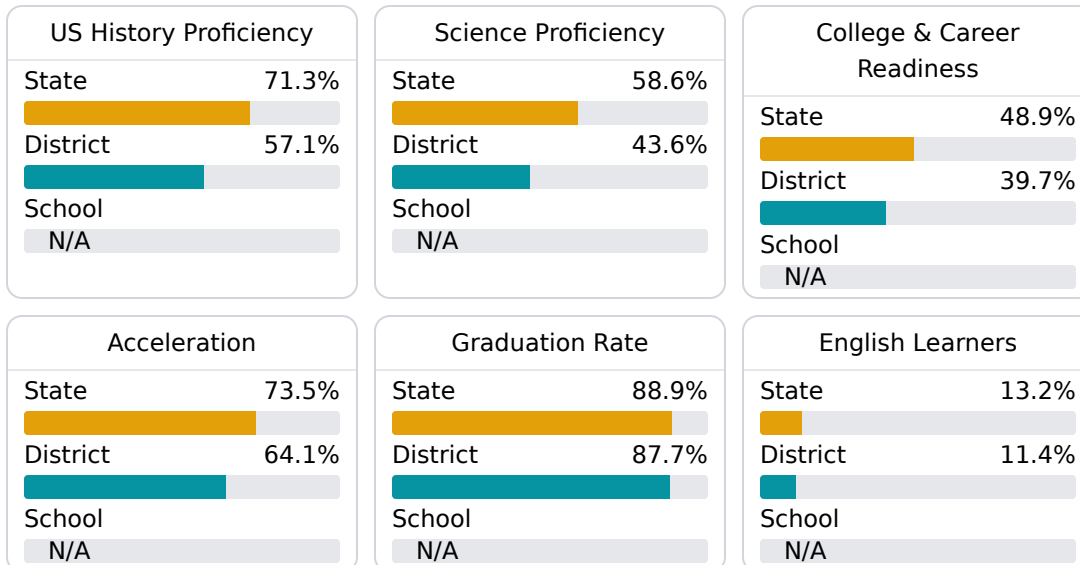 US History Proficiency
State 71.3%
District 57.1%
School
N/A
Science Proficiency
State 58.6%
District 43.6%
School
N/A
College & Career
Readiness
State 48.9%
District 39.7%
School
N/A
Acceleration
State 73.5%
District 64.1%
School
N/A
Graduation Rate
State 88.9%
District 87.7%
School
N/A
English Learners
State 13.2%
District 11.4%
School
N/A